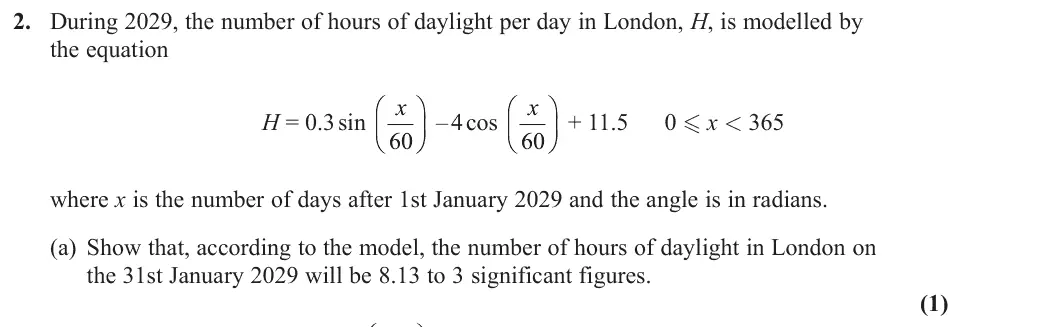 2. During 2029, the number of hours of daylight per day in London, H, is modelled by
the equation
H = 0.3 sin (x/60) – 4 cos (x/60) + 11.5 0 ⩽ x < 365
where x is the number of days after 1st January 2029 and the angle is in radians.
(a) Show that, according to the model, the number of hours of daylight in London on
the 31st January 2029 will be 8.13 to 3 significant figures.
(1)